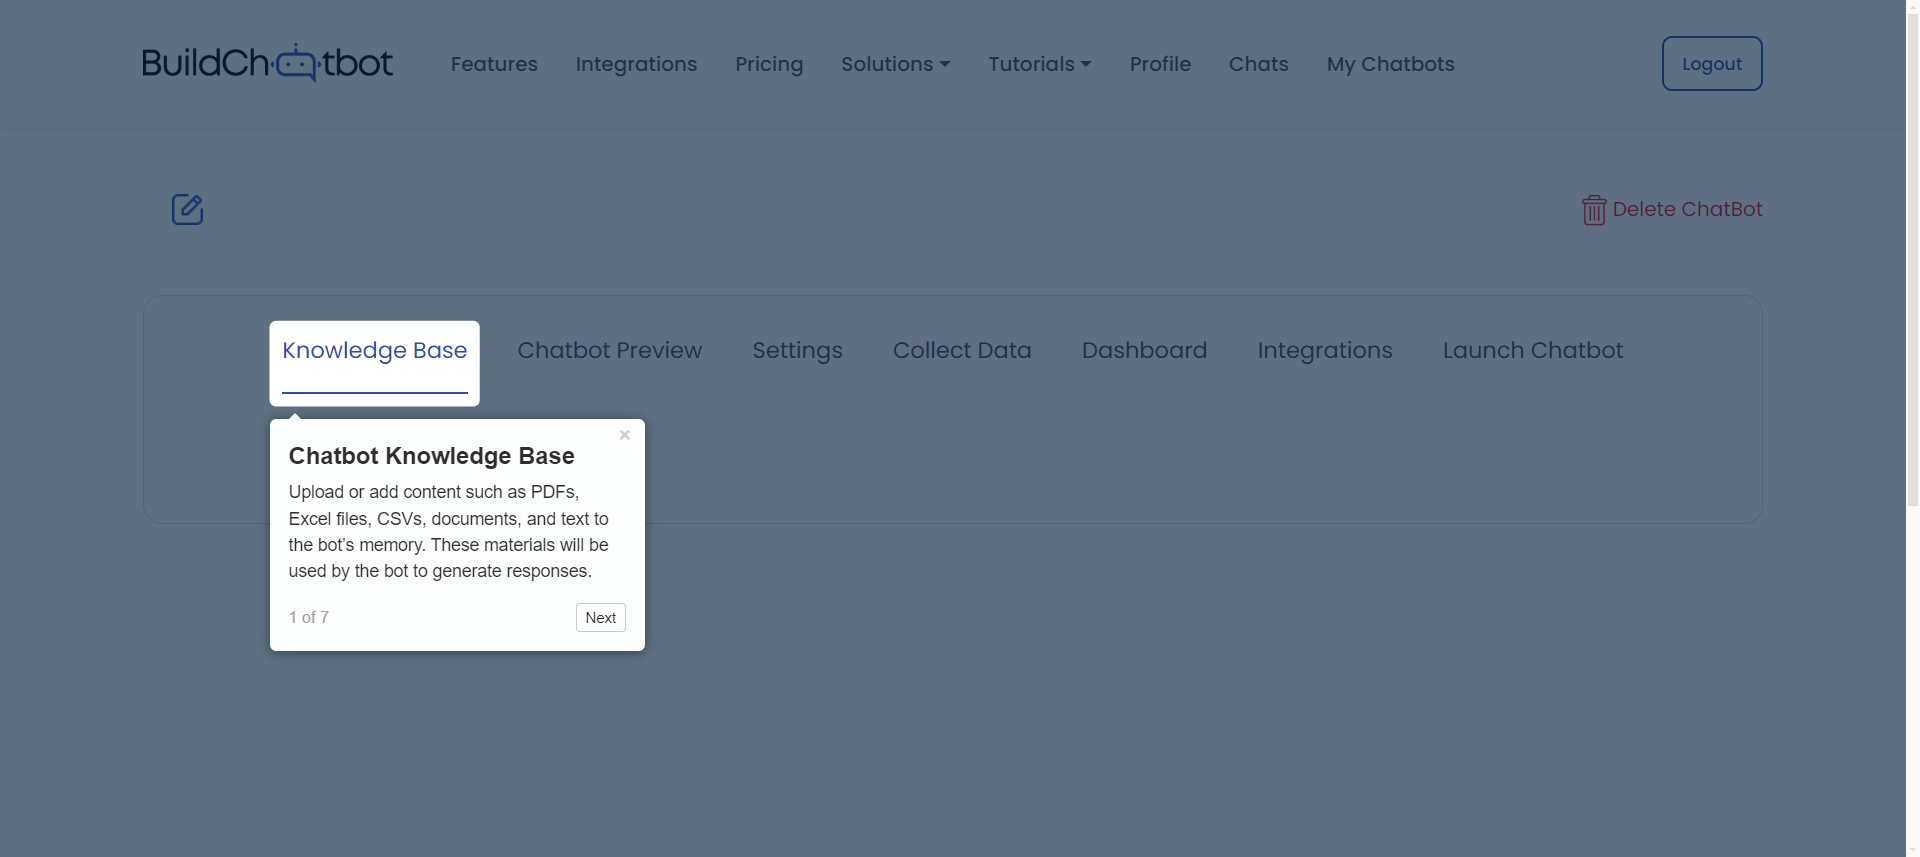 BuildChatbot
Features Integrations Pricing Solutions Tutorials Profile Chats My Chatbots Logout
Delete ChatBot
Knowledge Base Chatbot Preview Settings Collect Data Dashboard Integrations Launch Chatbot
×
Chatbot Knowledge Base
Upload or add content such as PDFs,
Excel files, CSVs, documents, and text to
the bot’s memory. These materials will be
used by the bot to generate responses.
1 of 7 Next